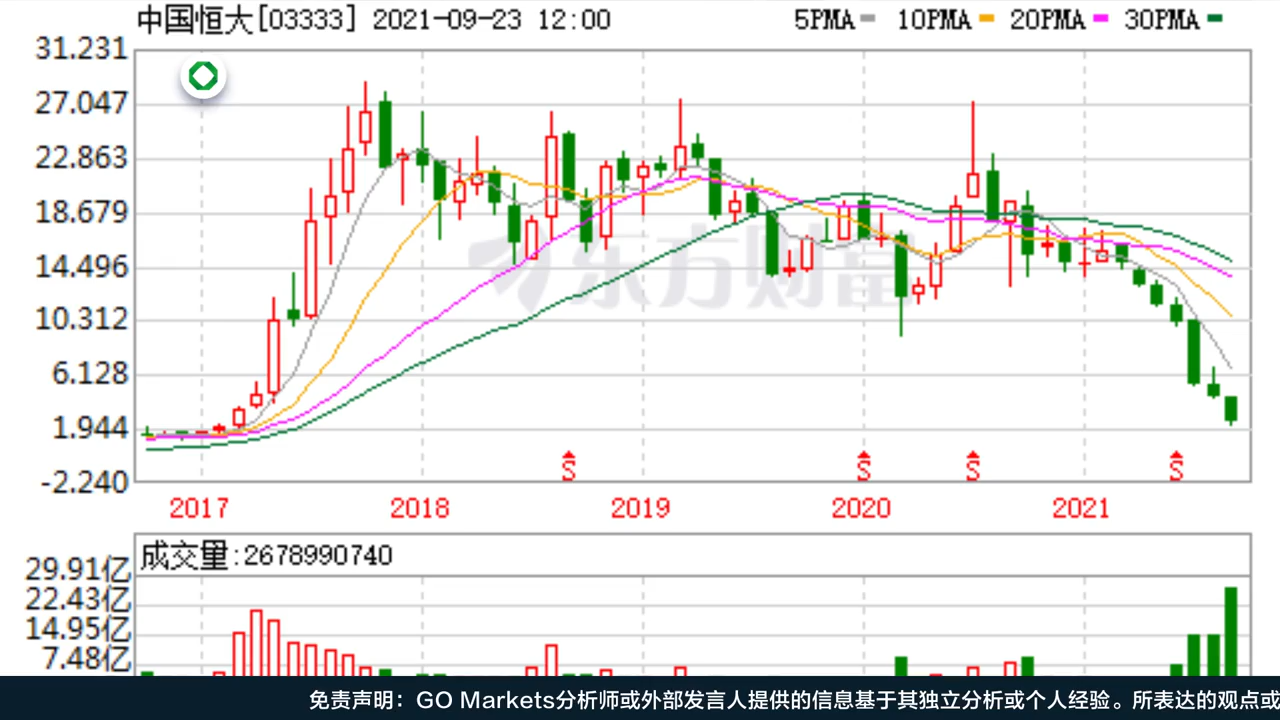 中国恒大[03333] 2021-09-23 12:00 5PMA 10PMA 20PMA 30PMA
31.231
27.047
22.863
18.679
14.496
10.312
6.128
1.944
-2.240
东方财富
S S S S
2017 2018 2019 2020 2021
成交量:2678990740
29.91亿
22.43亿
14.95亿
7.48亿
免责声明：GO Markets分析师或外部发言人提供的信息基于其独立分析或个人经验。所表达的观点或